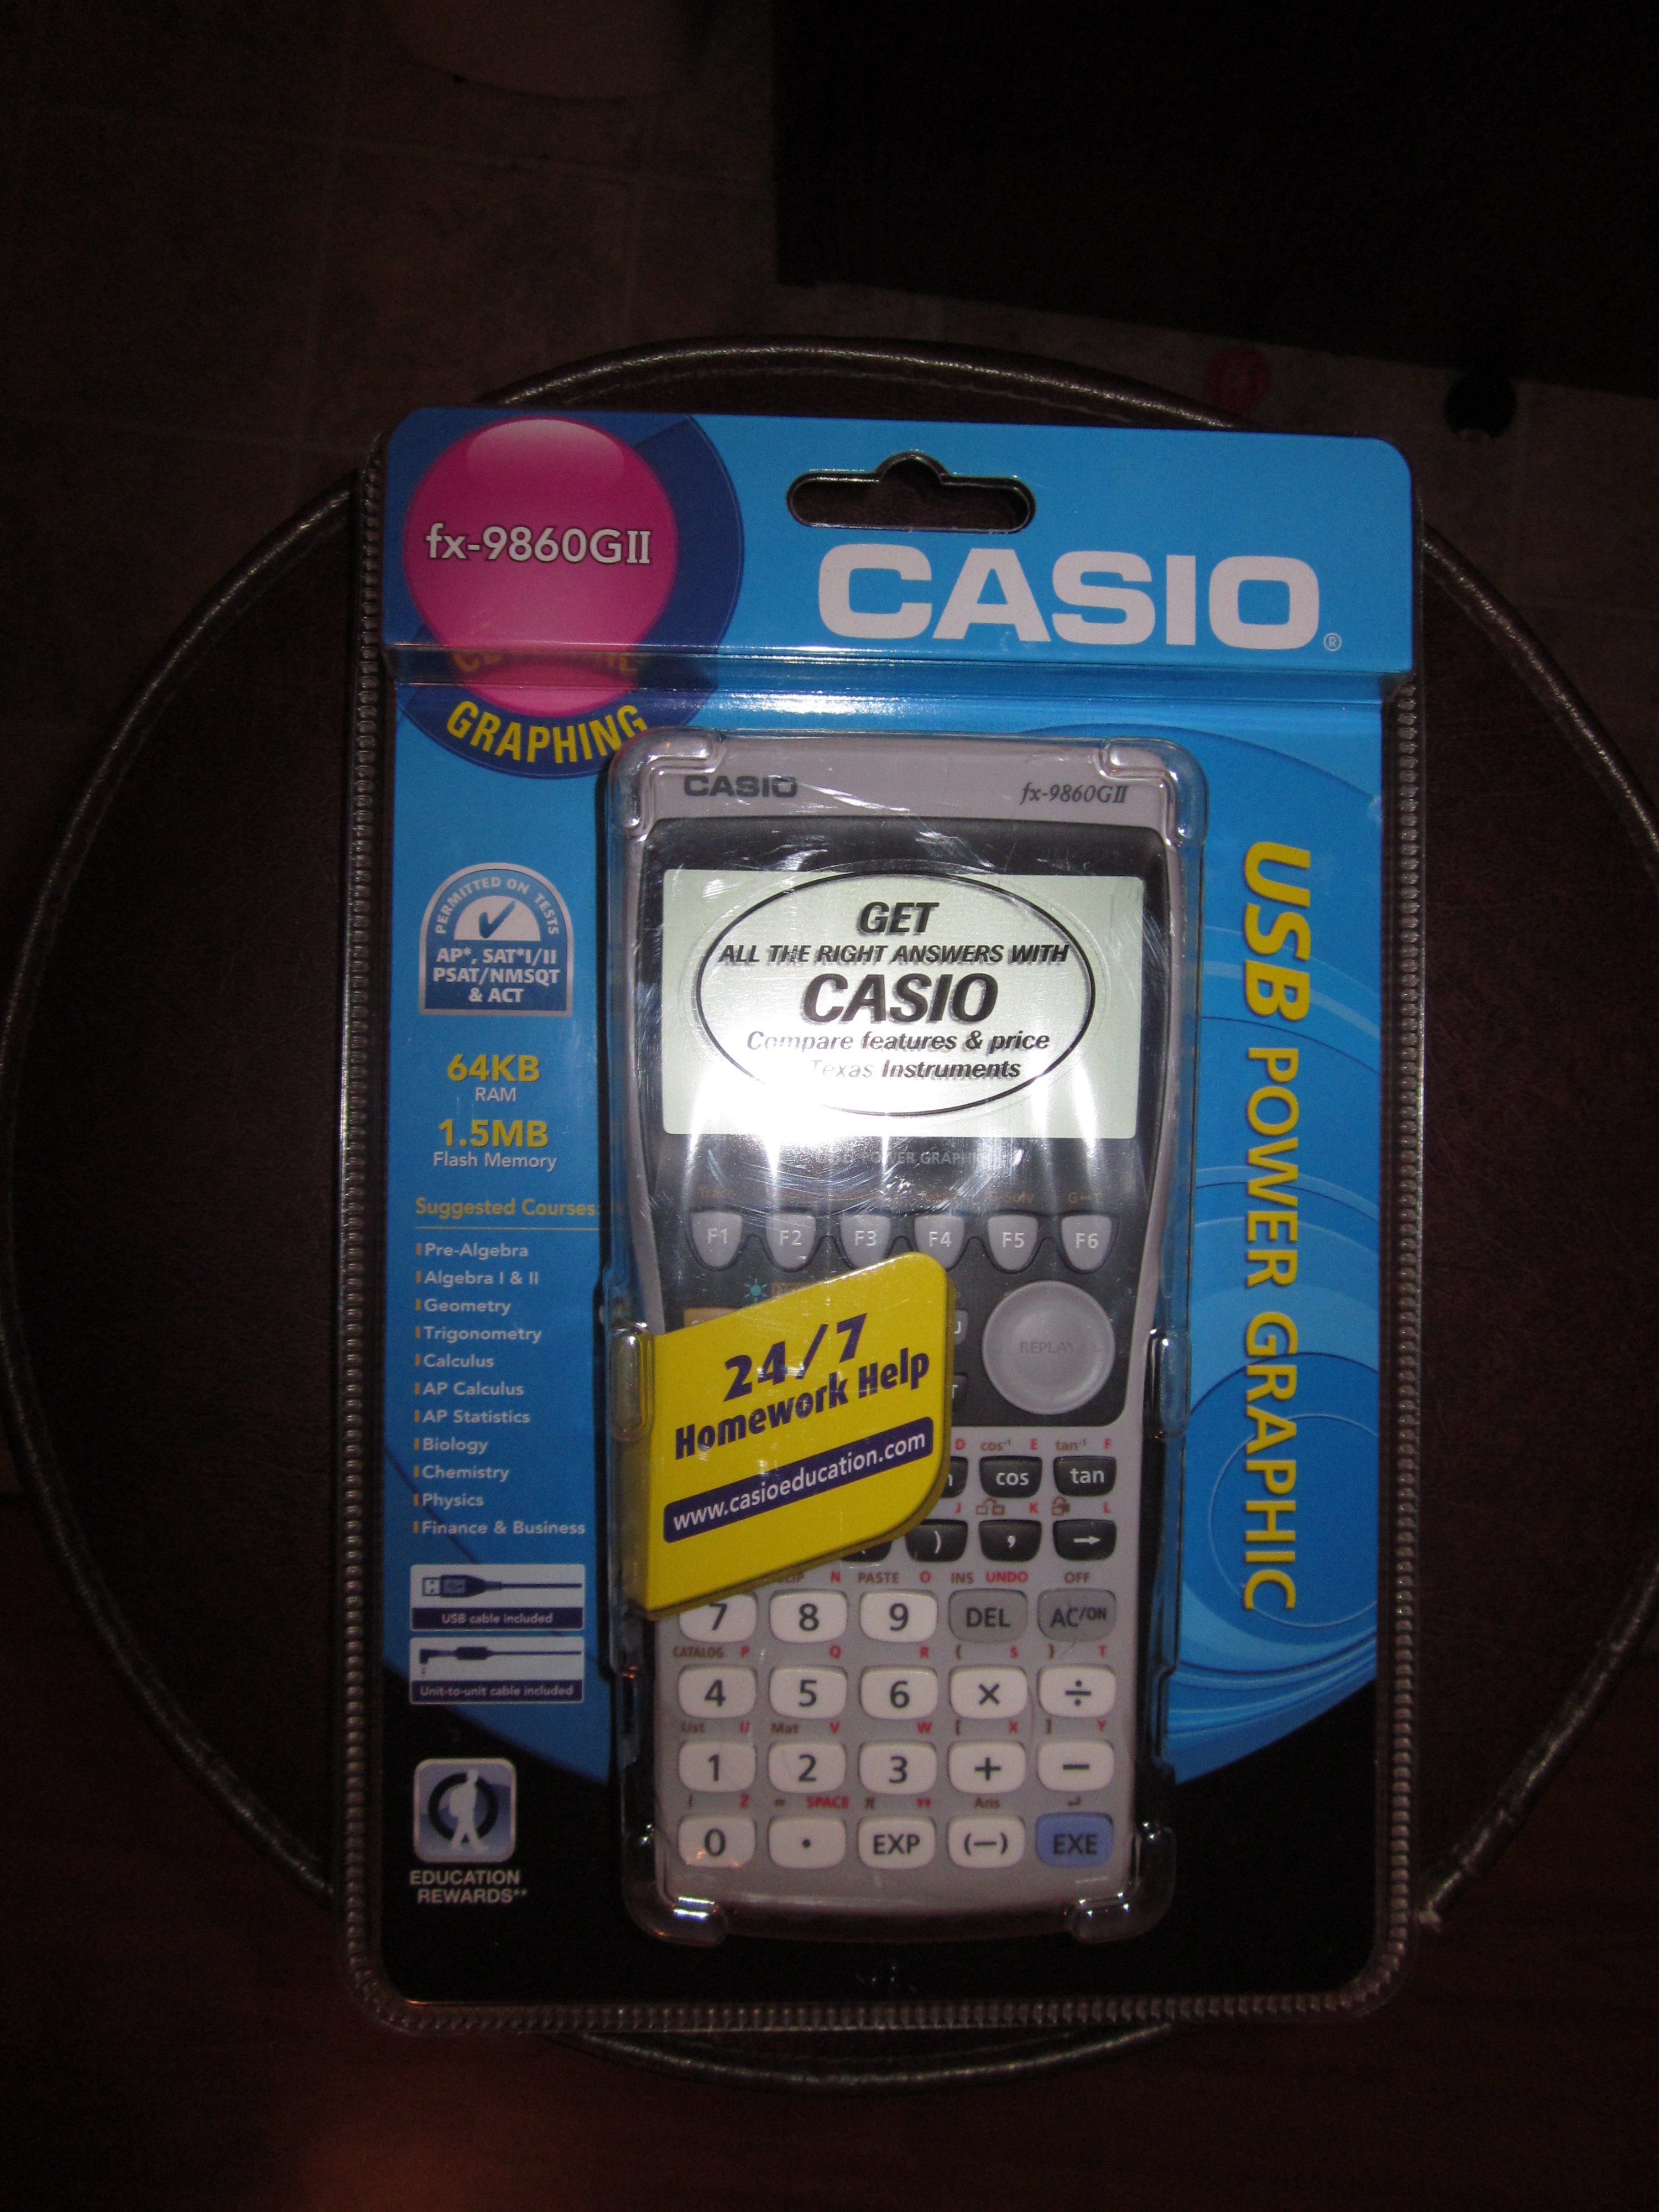 fx-9860GII
CASIO®
GRAPHING
CASIO
fx-9860GII
GET
ALL THE RIGHT ANSWERS WITH
CASIO
Compare features & price
Texas Instruments
USB POWER GRAPHIC
PERMITTED ON TESTS
AP*, SAT*I/II
PSAT/NMSQT
& ACT
64KB
RAM
1.5MB
Flash Memory
Suggested Courses:
Pre-Algebra
Algebra I & II
Geometry
Trigonometry
Calculus
AP Calculus
AP Statistics
Biology
Chemistry
Physics
Finance & Business
USB cable included
Unit-to-unit cable included
EDUCATION
REWARDS**
USB POWER GRAPHIC
F1 F2 F3 F4 F5 F6
REPLAY
24/7
Homework Help
www.casioeducation.com
D cos⁻¹ E tan⁻¹ F
cos tan
J K L
) , →
N PASTE O INS UNDO OFF
7 8 9 DEL AC/ON
CATALOG P Q R { S } T
4 5 6 × ÷
List U Mat V W [ X ] Y
1 2 3 + −
i Z = SPACE π " Ans ↵
0 . EXP (−) EXE